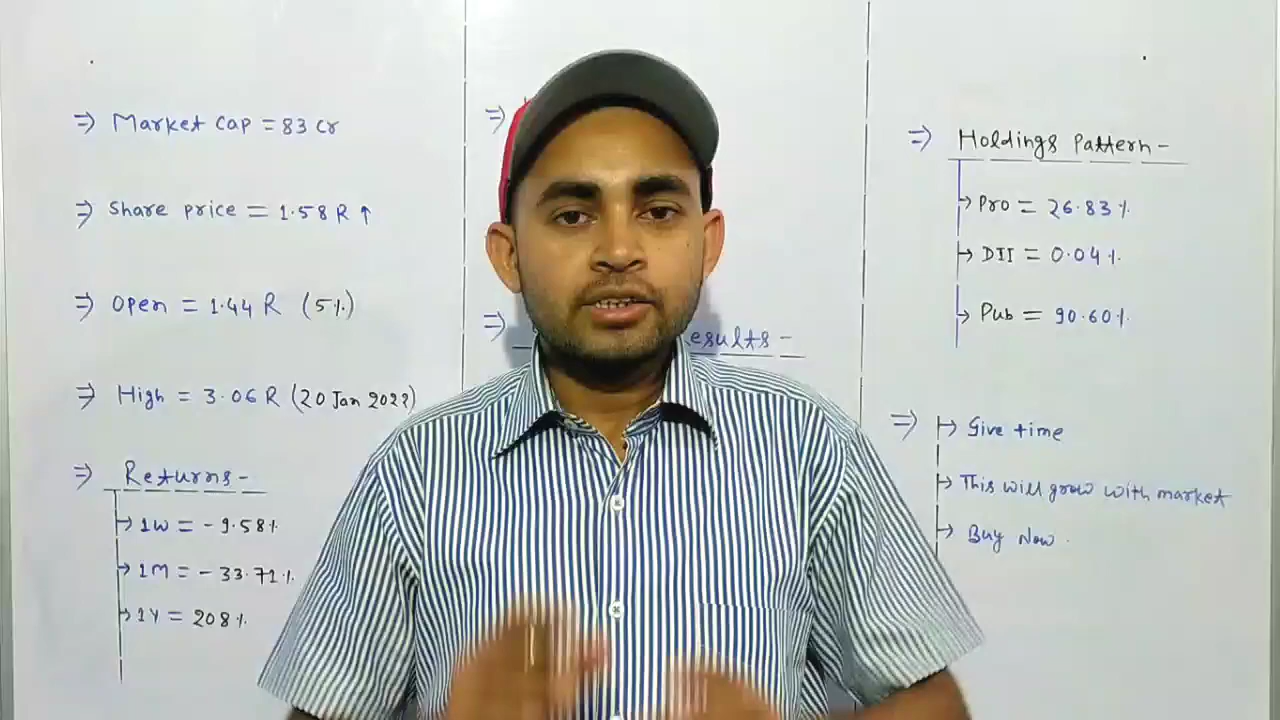 ⇒ Market Cap = 83 Cr
⇒ Share price = 1.58 R ↑
⇒ Open = 1.44 R (5%)
⇒ High = 3.06 R (20 Jan 2022)
⇒ Returns -
→ 1W = - 9.58%
→ 1M = - 33.71%
→ 1Y = 208%
⇒
⇒ esults -
⇒ Holdings Pattern -
→ Pro = 26.83%
→ DII = 0.04%
→ Pub = 90.60%
⇒ → Give time
→ This will grow with market
→ Buy Now.